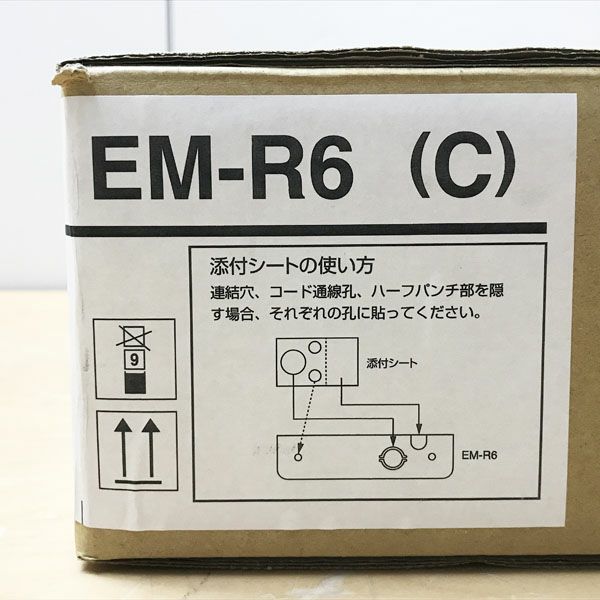 EM-R6 (C)
添付シートの使い方
連結穴、コード通線孔、ハーフパンチ部を隠
す場合、それぞれの孔に貼ってください。
9
添付シート
EM-R6